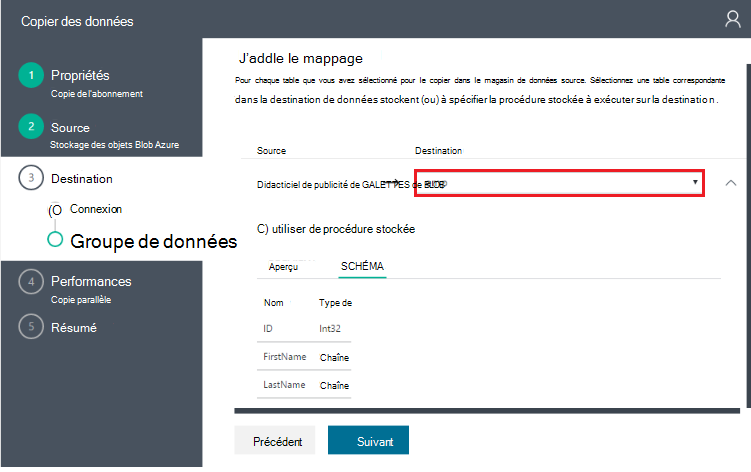 Copier des données
1 Propriétés
Copie de l'abonnement
2 Source
Stockage des objets Blob Azure
3 Destination
(O Connexion
Groupe de données
4 Performances
Copie parallèle
5 Résumé
J'addle le mappage
Pour chaque table que vous avez sélectionné pour le copier dans le magasin de données source. Sélectionnez une table correspondante
dans la destination de données stockent (ou) à spécifier la procédure stockée à exécuter sur la destination .
Source Destination
Didacticiel de publicité de GALETTES de
C) utiliser de procédure stockée
Aperçu SCHÉMA
Nom Type de
ID Int32
FirstName Chaîne
LastName Chaîne
Précédent Suivant